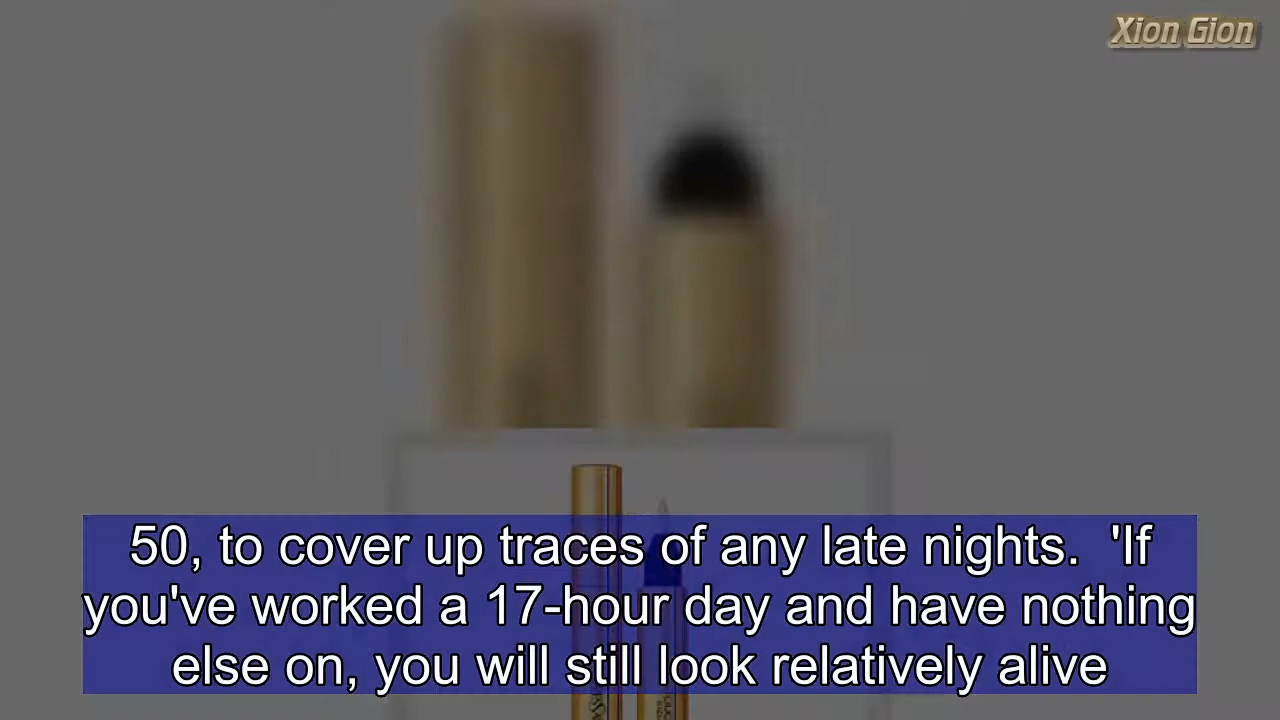 Xion Gion
50, to cover up traces of any late nights.  'If
you've worked a 17-hour day and have nothing
else on, you will still look relatively alive